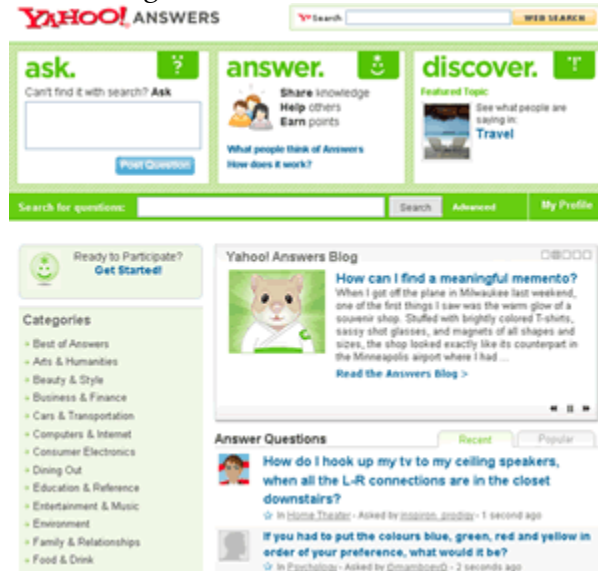 YAHOO! ANSWERS
Y! Search
WEB SEARCH
ask.
Can't find it with search? Ask
Post Question
answer.
Share knowledge
Help others
Earn points
What people think of Answers
How does it work?
discover.
Featured Topic
See what people are
saying in:
Travel
Search for questions:
Search
Advanced
My Profile
Ready to Participate?
Get Started!
Categories
Best of Answers
Arts & Humanities
Beauty & Style
Business & Finance
Cars & Transportation
Computers & Internet
Consumer Electronics
Dining Out
Education & Reference
Entertainment & Music
Environment
Family & Relationships
Food & Drink
Yahoo! Answers Blog
How can I find a meaningful memento?
When I got off the plane in Milwaukee last weekend,
one of the first things I saw was the warm glow of a
souvenir shop. Stuffed with brightly colored T-shirts,
sassy shot glasses, and magnets of all shapes and
sizes, the shop looked exactly like its counterpart in
the Minneapolis airport where I had ...
Read the Answers Blog >
Answer Questions
Recent
Popular
How do I hook up my tv to my ceiling speakers,
when all the L-R connections are in the closet
downstairs?
In Home Theater - Asked by inspiron_prodigy - 1 second ago
If you had to put the colours blue, green, red and yellow in
order of your preference, what would it be?
In Psychology - Asked by - 2 seconds ago